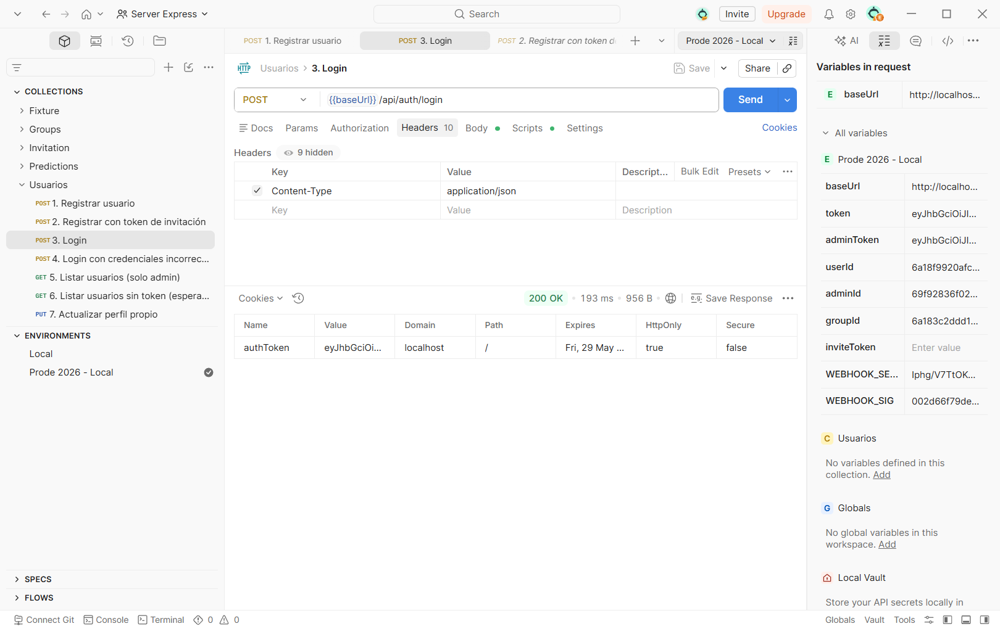 Server Express
Search
Invite
Upgrade
POST 1. Registrar usuario
POST 3. Login
POST 2. Registrar con token d
Prode 2026 - Local
AI
COLLECTIONS
Fixture
Groups
Invitation
Predictions
Usuarios
POST 1. Registrar usuario
POST 2. Registrar con token de invitación
POST 3. Login
POST 4. Login con credenciales incorrec...
GET 5. Listar usuarios (solo admin)
GET 6. Listar usuarios sin token (espera...
PUT 7. Actualizar perfil propio
ENVIRONMENTS
Local
Prode 2026 - Local
SPECS
FLOWS
HTTP Usuarios > 3. Login
Save
Share
POST {{baseUrl}} /api/auth/login
Send
Docs Params Authorization Headers 10 Body Scripts Settings
Cookies
Headers 9 hidden
Key Value Descript... Bulk Edit Presets
Content-Type application/json
Key Value Description
Cookies 200 OK 193 ms 956 B e.g. Save Response
Name Value Domain Path Expires HttpOnly Secure
authToken eyJhbGciOi... localhost / Fri, 29 May ... true false
Variables in request
E baseUrl http://localhos...
All variables
E Prode 2026 - Local
baseUrl http://localho...
token eyJhbGciOiJI...
adminToken eyJhbGciOiJI...
userId 6a18f9920afc...
adminId 69f92836f02...
groupId 6a183c2ddd1...
inviteToken Enter value
WEBHOOK_SE... Iphg/V7TtOK...
WEBHOOK_SIG 002d66f79de...
C Usuarios
No variables defined in this
collection. Add
G Globals
No global variables in this
workspace. Add
Local Vault
Store your API secrets locally in
Connect Git Console Terminal 0 0
Globals Vault Tools